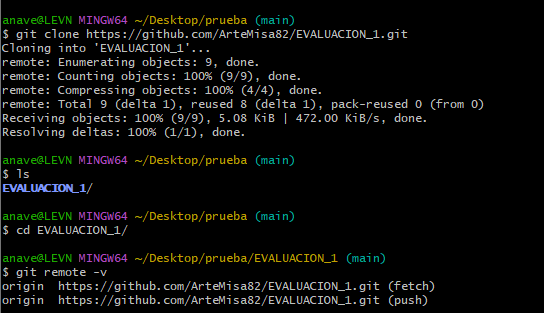 anave@LEVN MINGW64 ~/Desktop/prueba (main)
$ git clone https://github.com/ArteMisa82/EVALUACION_1.git
Cloning into 'EVALUACION_1'...
remote: Enumerating objects: 9, done.
remote: Counting objects: 100% (9/9), done.
remote: Compressing objects: 100% (4/4), done.
remote: Total 9 (delta 1), reused 8 (delta 1), pack-reused 0 (from 0)
Receiving objects: 100% (9/9), 5.08 KiB | 472.00 KiB/s, done.
Resolving deltas: 100% (1/1), done.
anave@LEVN MINGW64 ~/Desktop/prueba (main)
$ ls
EVALUACION_1/
anave@LEVN MINGW64 ~/Desktop/prueba (main)
$ cd EVALUACION_1/
anave@LEVN MINGW64 ~/Desktop/prueba/EVALUACION_1 (main)
$ git remote -v
origin  https://github.com/ArteMisa82/EVALUACION_1.git (fetch)
origin  https://github.com/ArteMisa82/EVALUACION_1.git (push)